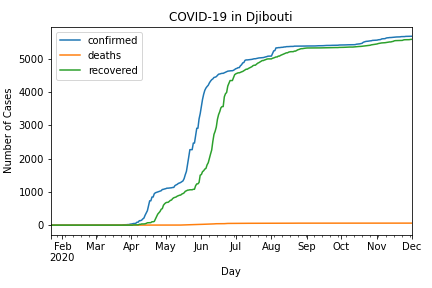 COVID-19 in Djibouti
confirmed
deaths
recovered
Number of Cases
5000
4000
3000
2000
1000
0
Feb Mar Apr May Jun Jul Aug Sep Oct Nov Dec
2020
Day